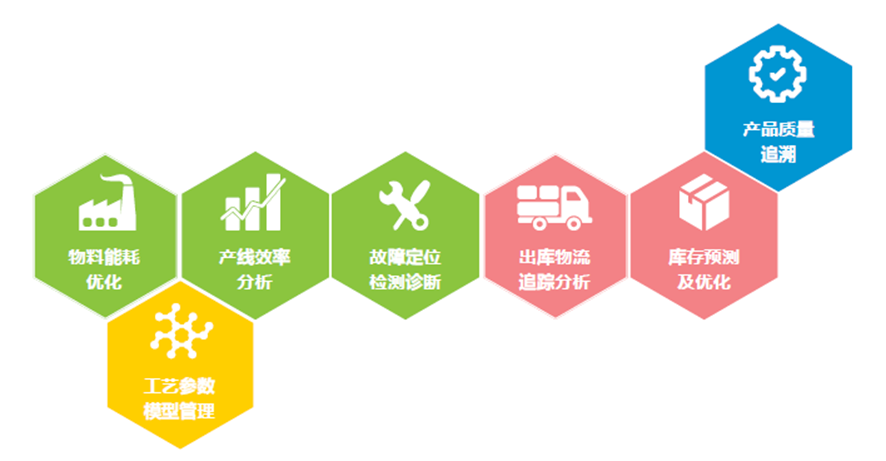 产品质量
追溯
物料能耗
优化
产线效率
分析
故障定位
检测诊断
出库物流
追踪分析
库存预测
及优化
工艺参数
模型管理